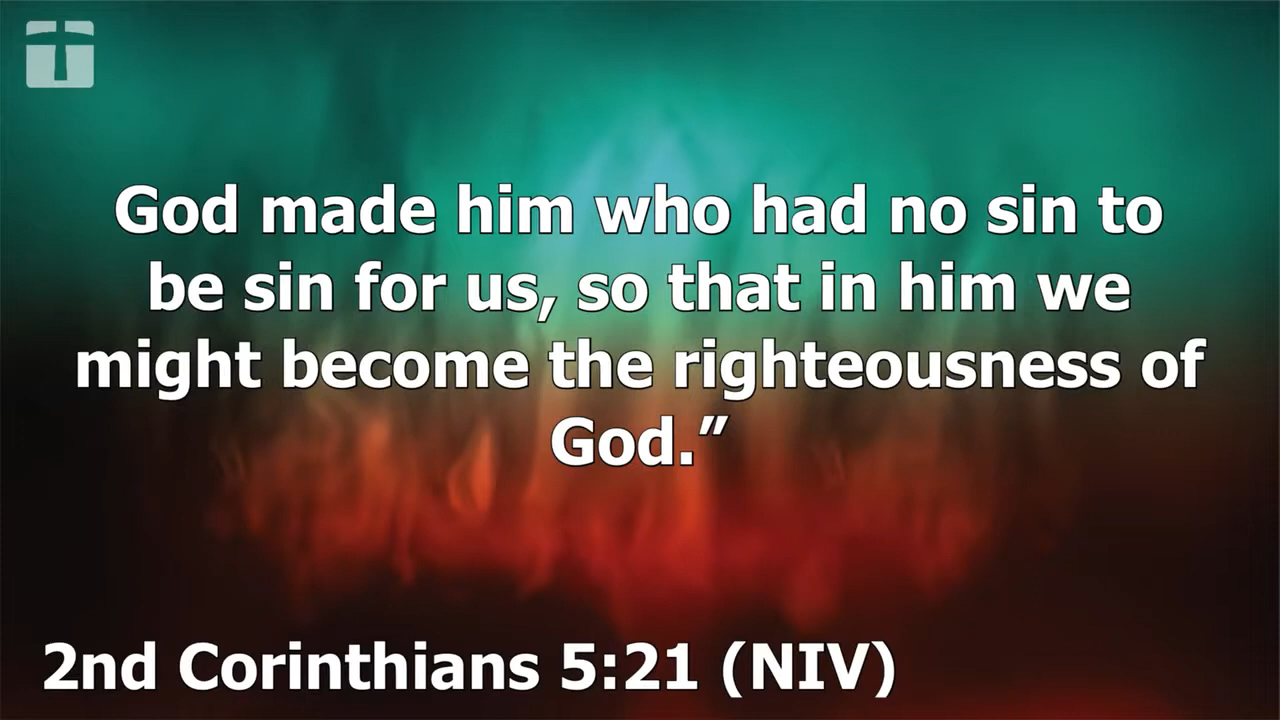 God made him who had no sin to
be sin for us, so that in him we
might become the righteousness of
God.”
2nd Corinthians 5:21 (NIV)